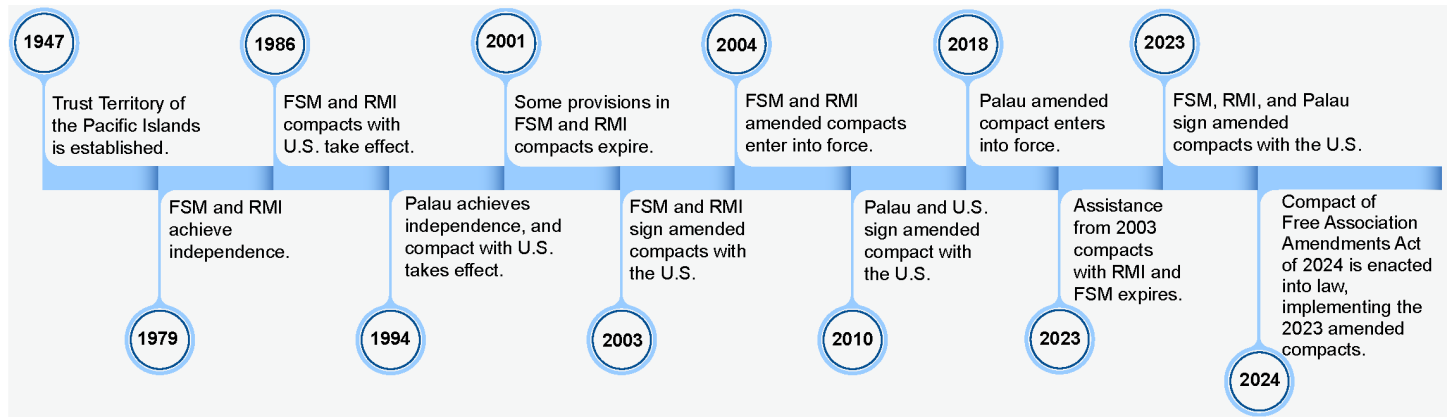 1947
Trust Territory of
the Pacific Islands
is established.
1979
FSM and RMI
achieve
independence.
1986
FSM and RMI
compacts with
U.S. take effect.
1994
Palau achieves
independence, and
compact with U.S.
takes effect.
2001
Some provisions in
FSM and RMI
compacts expire.
2003
FSM and RMI
sign amended
compacts with
the U.S.
2004
FSM and RMI
amended compacts
enter into force.
2010
Palau and U.S.
sign amended
compact with
the U.S.
2018
Palau amended
compact enters
into force.
2023
Assistance
from 2003
compacts
with RMI and
FSM expires.
2023
FSM, RMI, and Palau
sign amended
compacts with the U.S.
2024
Compact of
Free Association
Amendments Act
of 2024 is enacted
into law,
implementing the
2023 amended
compacts.